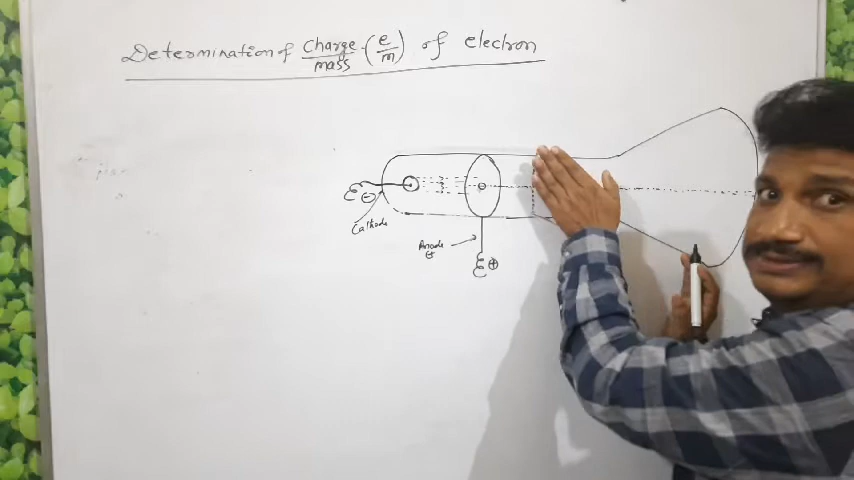 Determination of charge/mass (e/m) of electron
Cathode
Anode
⊖
⊕
⊕